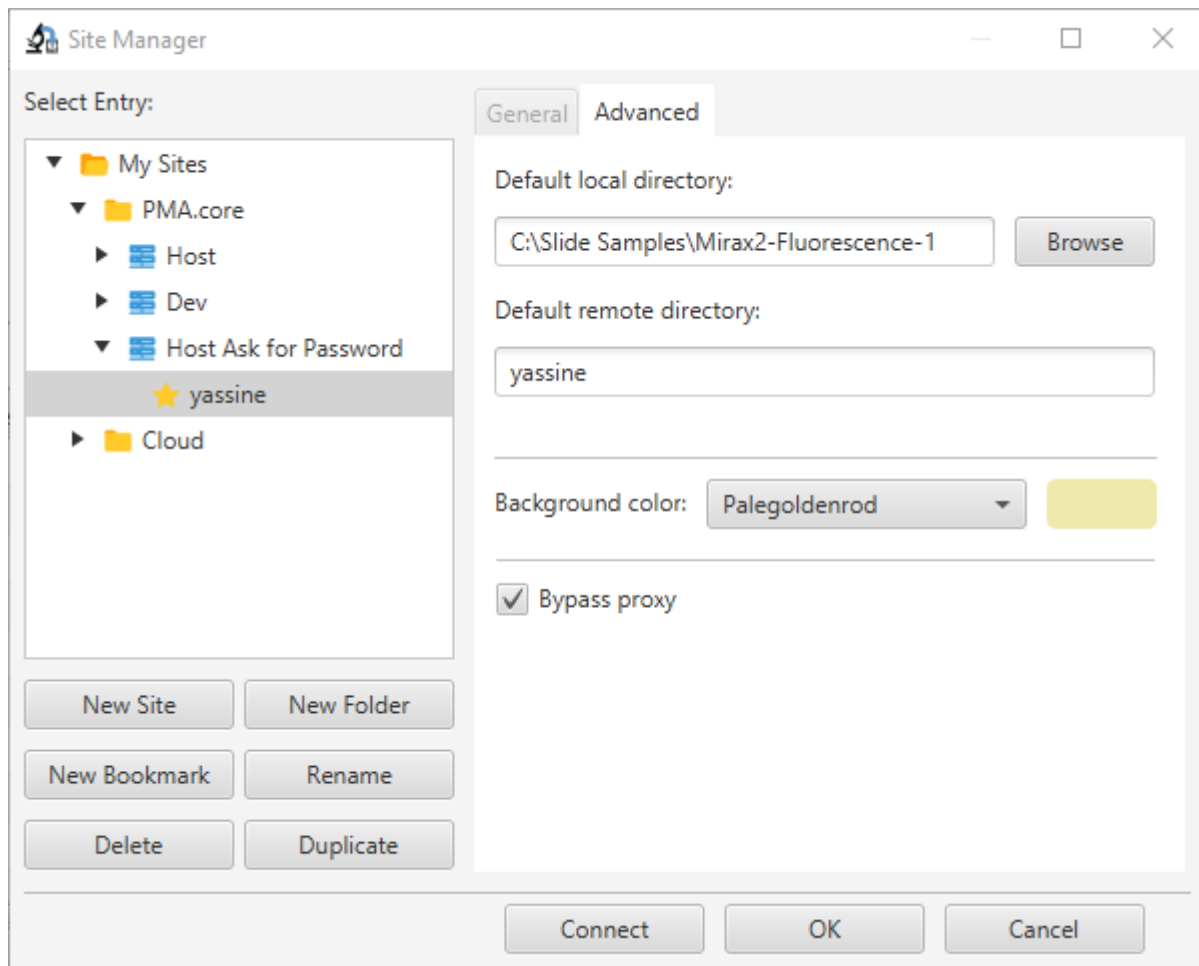 Site Manager
Select Entry:
My Sites
PMA.core
Host
Dev
Host Ask for Password
yassine
Cloud
New Site
New Folder
New Bookmark
Rename
Delete
Duplicate
General
Advanced
Default local directory:
C:\Slide Samples\Mirax2-Fluorescence-1
Browse
Default remote directory:
yassine
Background color:
Palegoldenrod
Bypass proxy
Connect
OK
Cancel